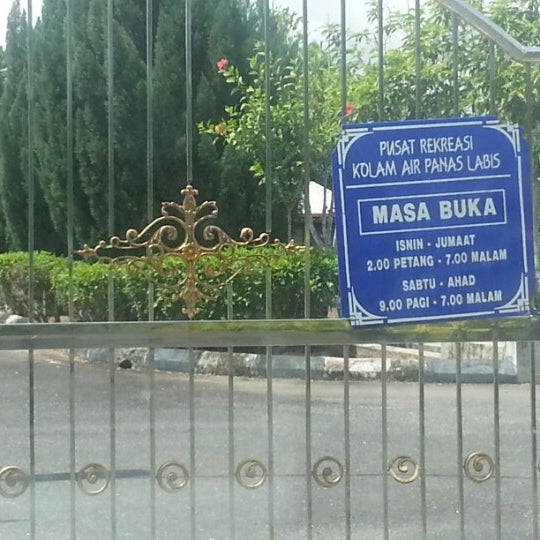 PUSAT REKREASI
KOLAM AIR PANAS LABIS
MASA BUKA
ISNIN - JUMAAT
2.00 PETANG - 7.00 MALAM
SABTU - AHAD
9.00 PAGI - 7.00 MALAM